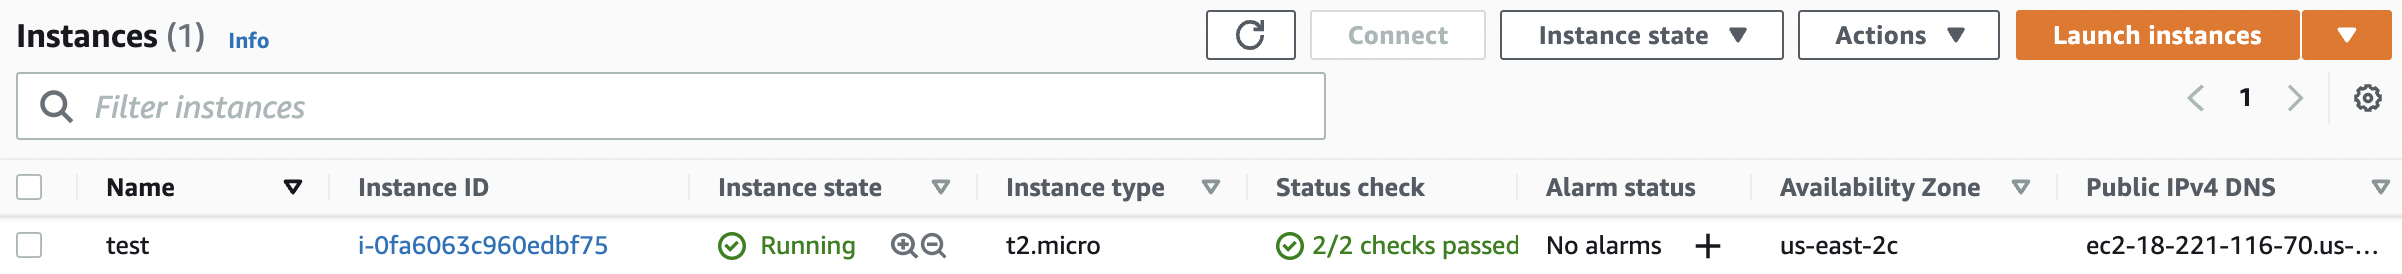 Instances (1) Info Connect Instance state Actions Launch instances
Filter instances 1
Name Instance ID Instance state Instance type Status check Alarm status Availability Zone Public IPv4 DNS
test i-0fa6063c960edbf75 Running t2.micro 2/2 checks passed No alarms + us-east-2c ec2-18-221-116-70.us-...